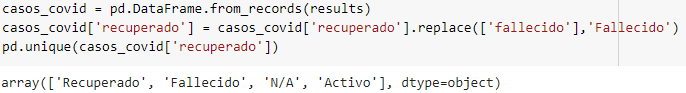 casos_covid = pd.DataFrame.from_records(results)
casos_covid['recuperado'] = casos_covid['recuperado'].replace(['fallecido'],'Fallecido')
pd.unique(casos_covid['recuperado'])
array(['Recuperado', 'Fallecido', 'N/A', 'Activo'], dtype=object)